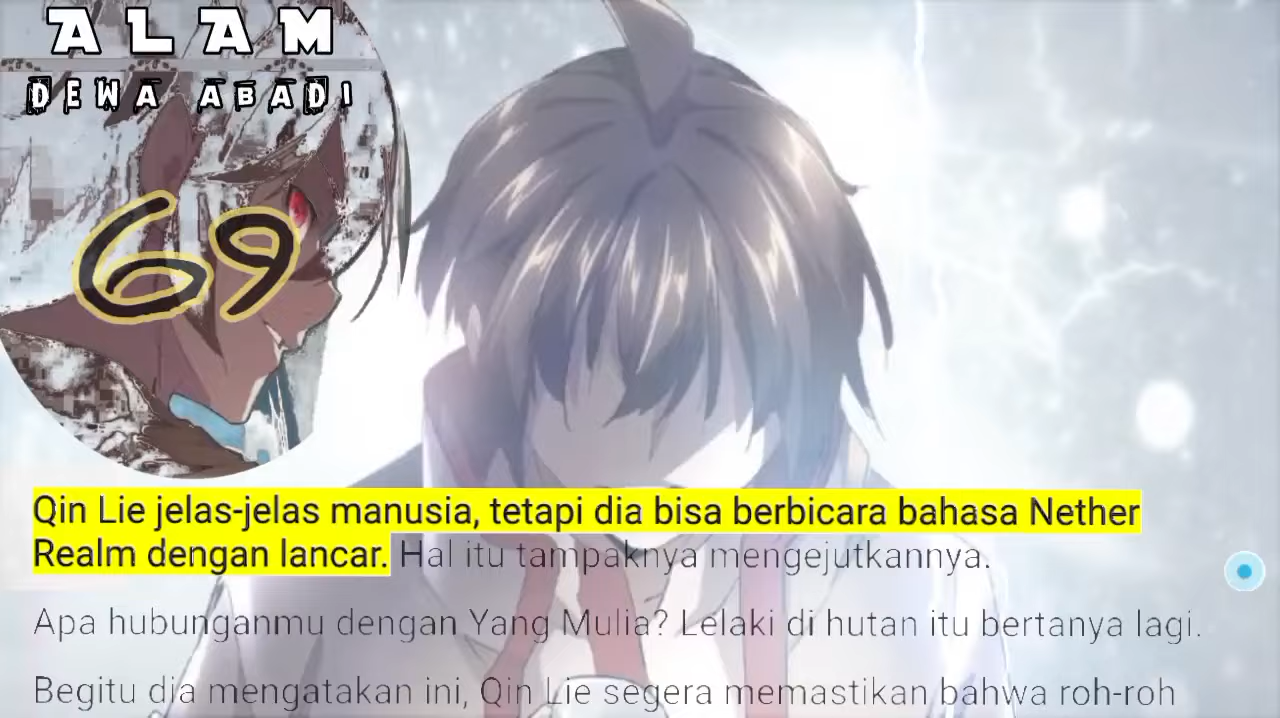 ALAM
DEWA ABADI
69
Qin Lie jelas-jelas manusia, tetapi dia bisa berbicara bahasa Nether
Realm dengan lancar. Hal itu tampaknya mengejutkannya.
Apa hubunganmu dengan Yang Mulia? Lelaki di hutan itu bertanya lagi.
Begitu dia mengatakan ini, Qin Lie segera memastikan bahwa roh-roh